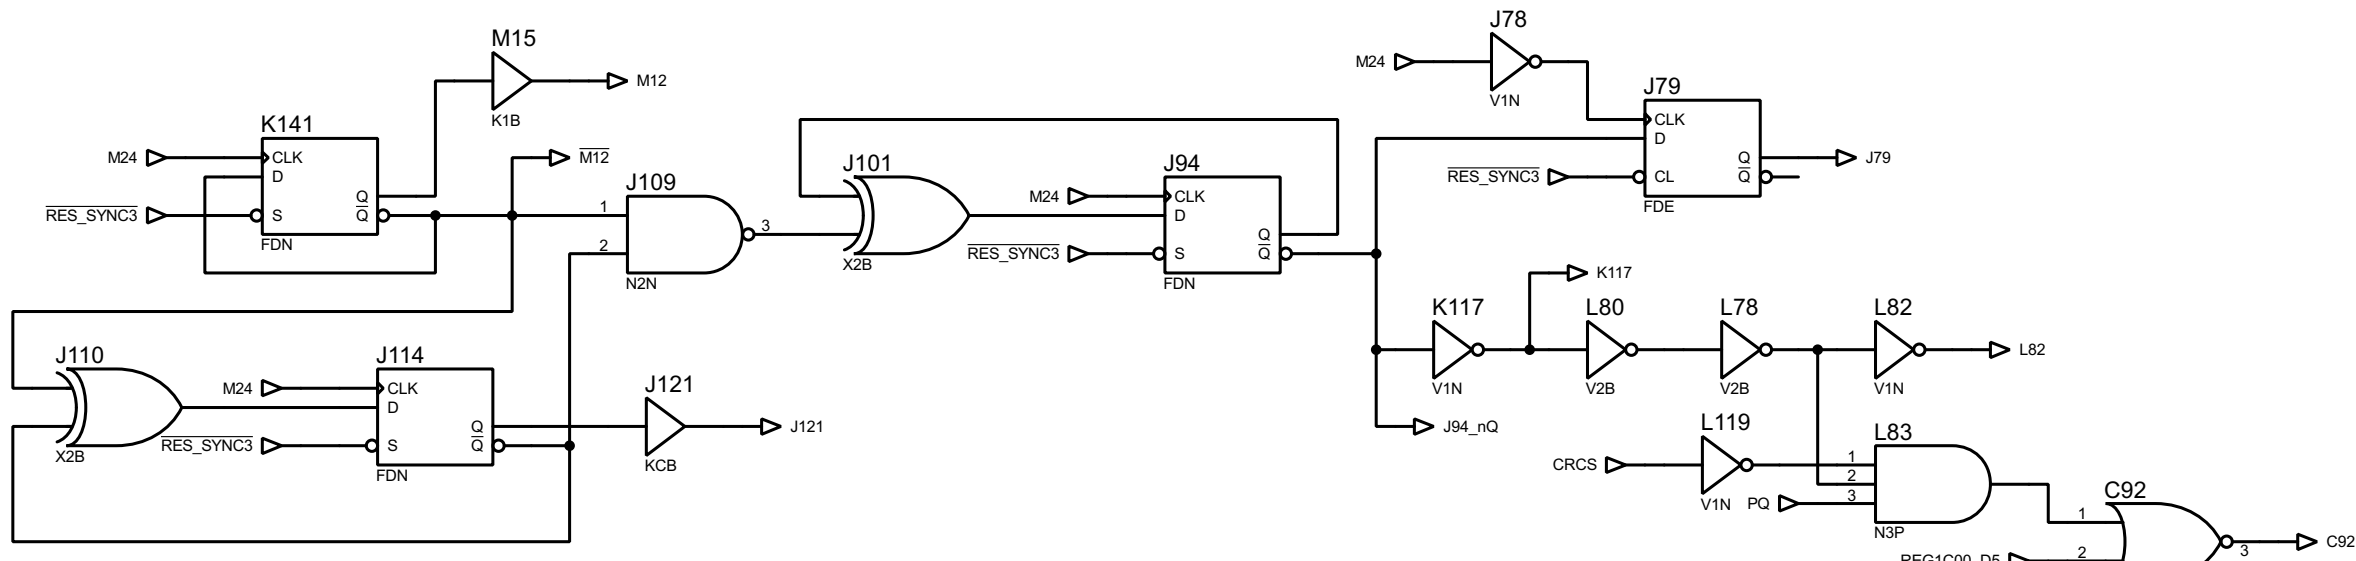 J78
M24
V1N
M15
M12
K1B
J79
CLK
D
Q
J79
RES_SYNC3
CL
Q
FDE
K141
M24
CLK
D
Q
RES_SYNC3
S
Q
FDN
M12
J109
1
2
3
N2N
J101
X2B
J94
M24
CLK
D
Q
RES_SYNC3
S
Q
FDN
K117
K117
V1N
L80
V2B
L78
V2B
L82
V1N
L82
J94_nQ
J110
X2B
J114
M24
CLK
D
Q
RES_SYNC3
S
Q
FDN
J121
KCB
J121
L119
CRCS
V1N
L83
1
2
3
PQ
N3P
C92
1
2
3
C92
REG1C00_D5